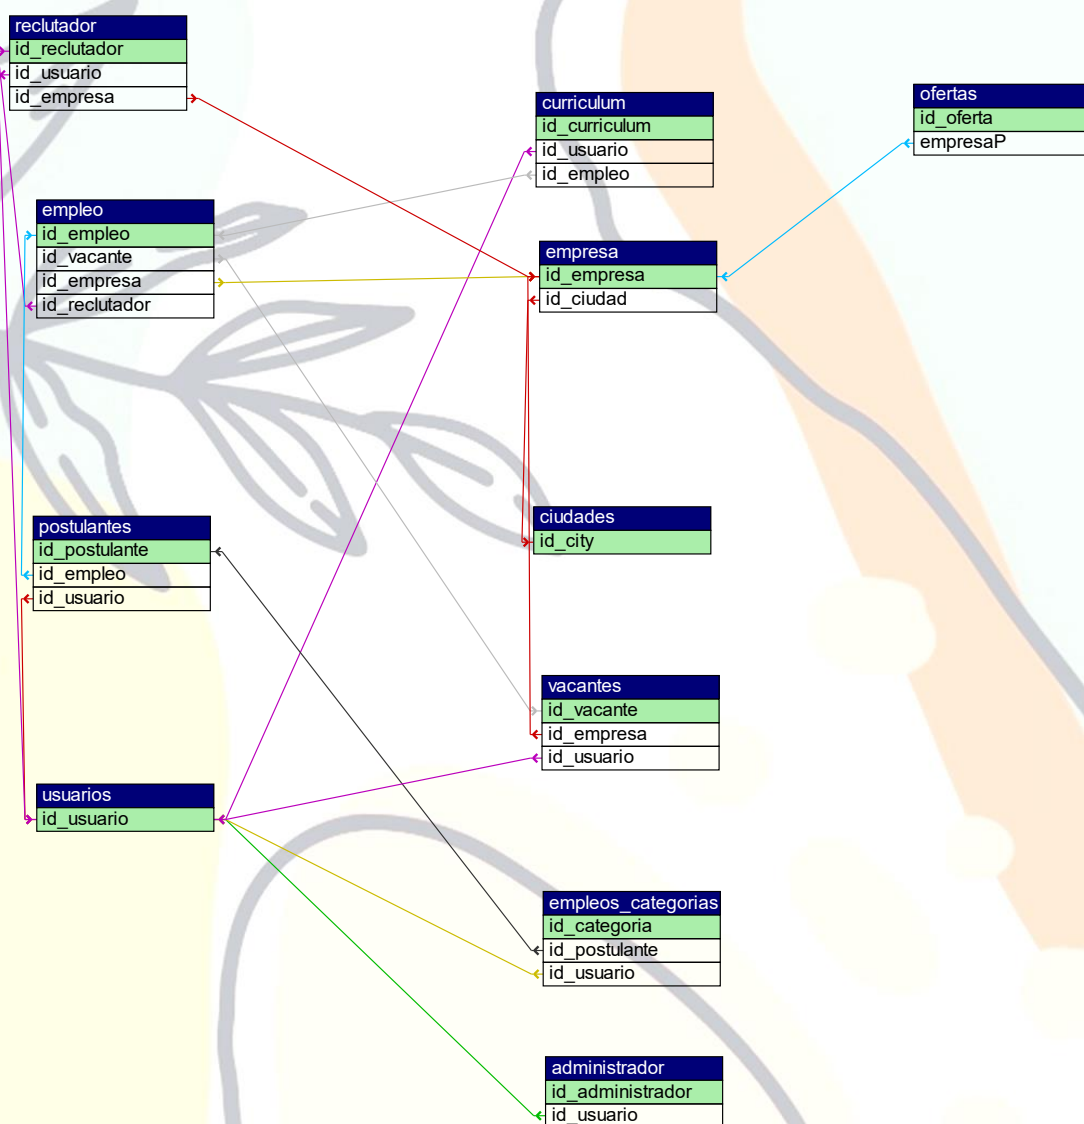 reclutador
id_reclutador
id_usuario
id_empresa
curriculum
id_curriculum
id_usuario
id_empleo
ofertas
id_oferta
empresaP
empleo
id_empleo
id_vacante
id_empresa
id_reclutador
empresa
id_empresa
id_ciudad
ciudades
id_city
postulantes
id_postulante
id_empleo
id_usuario
vacantes
id_vacante
id_empresa
id_usuario
usuarios
id_usuario
empleos_categorias
id_categoria
id_postulante
id_usuario
administrador
id_administrador
id_usuario